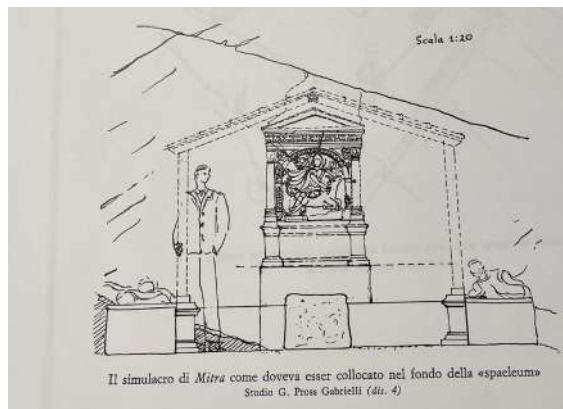 Scala 1:20
Il simulacro di Mitra come doveva esser collocato nel fondo della «spaeleum»
Studio G. Pross Gabrielli (dis. 4)